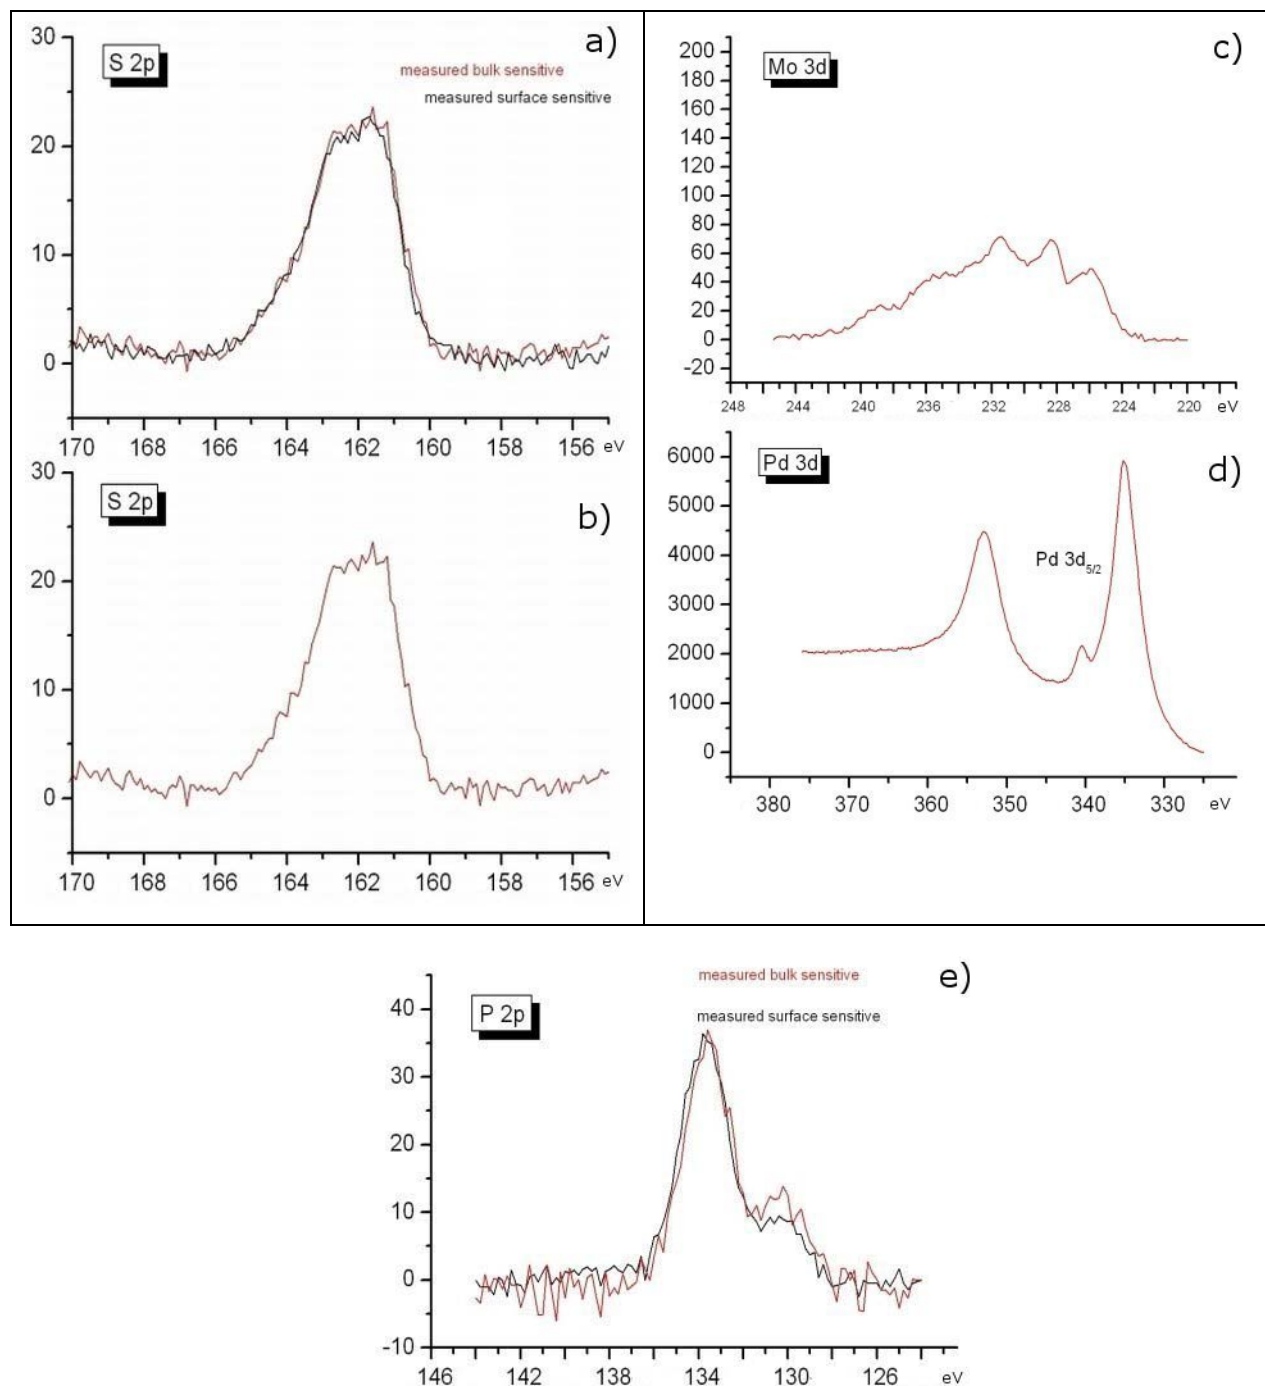 30
S 2p
a)
measured bulk sensitive
measured surface sensitive
20
10
0
170 168 166 164 162 160 158 156 eV
30
S 2p
b)
20
10
0
170 168 166 164 162 160 158 156 eV
200
Mo 3d
c)
180
160
140
120
100
80
60
40
20
0
-20
248 244 240 236 232 228 224 220 eV
6000
Pd 3d
d)
5000
4000
Pd 3d5/2
3000
2000
1000
0
380 370 360 350 340 330 eV
measured bulk sensitive
e)
40
P 2p
measured surface sensitive
30
20
10
0
-10
146 142 138 134 130 126 eV